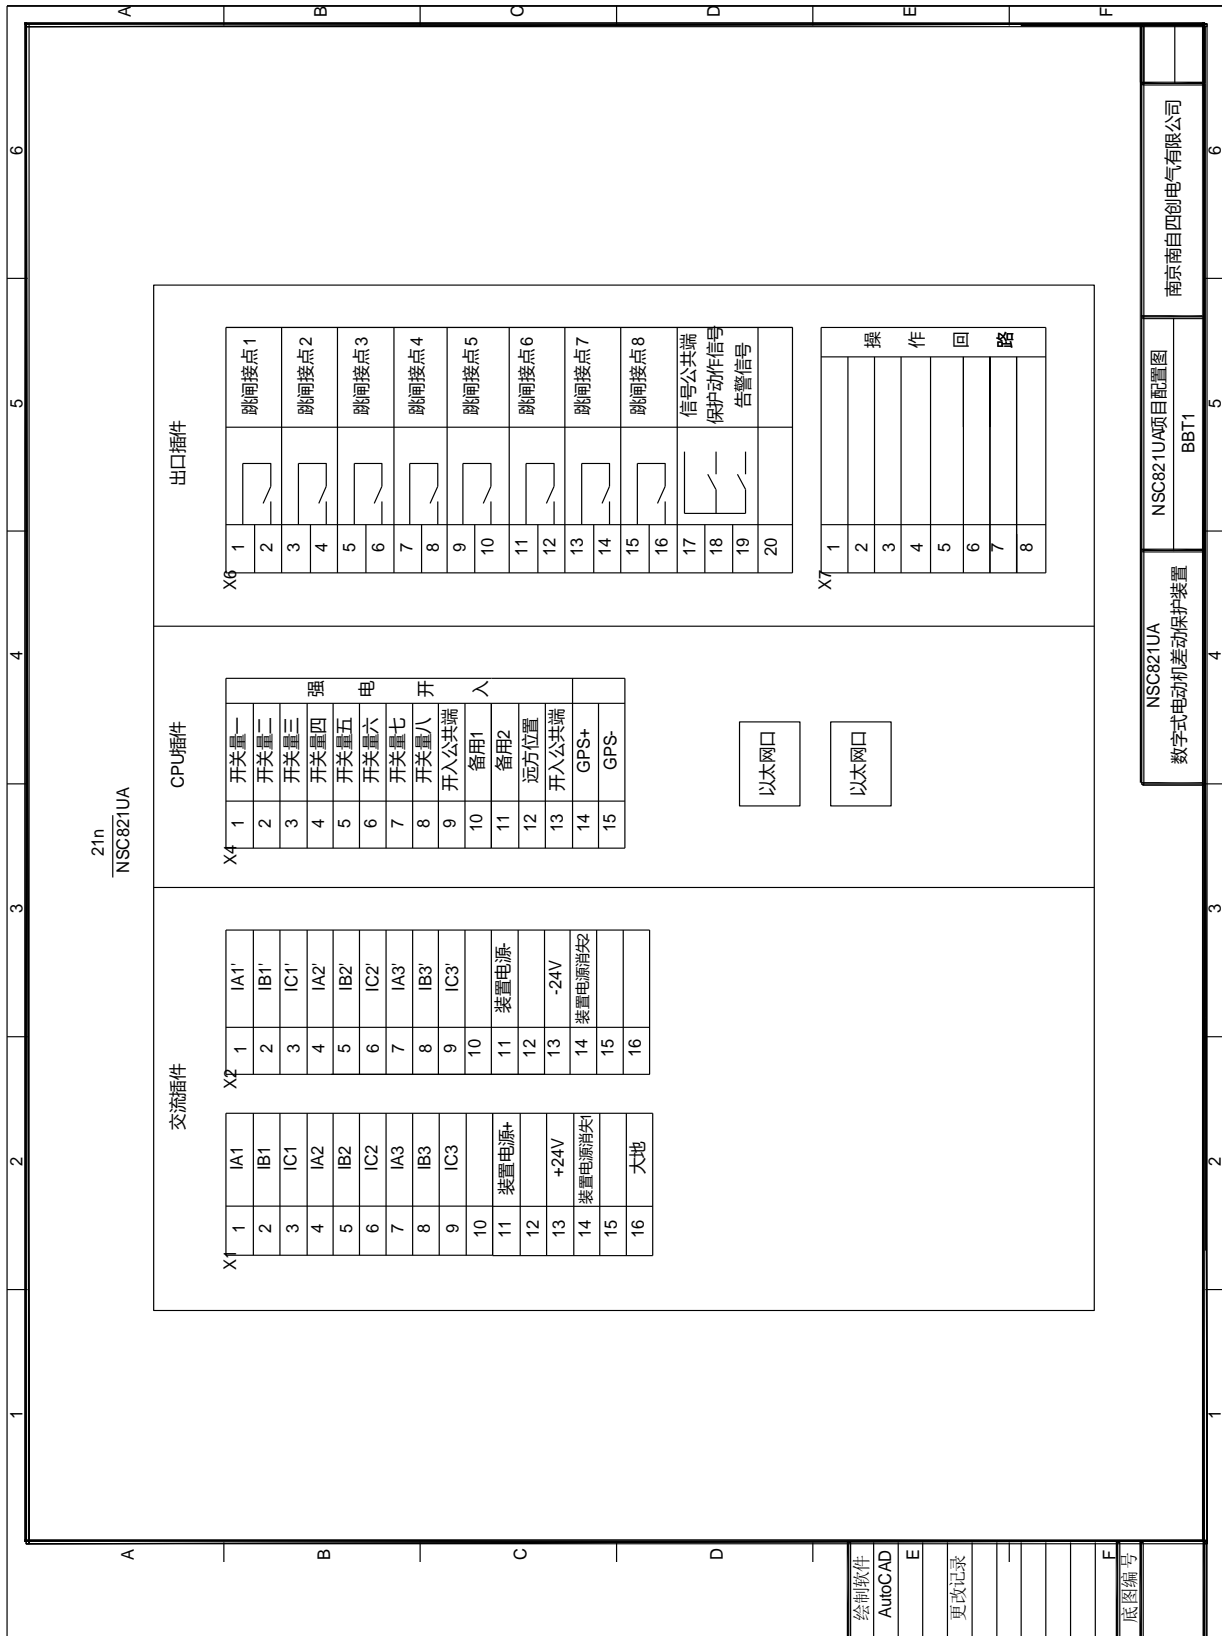 1
2
3
4
5
6
A
B
C
D
E
F
21n
NSC821UA
交流插件
CPU插件
出口插件
X1
1 IA1
2 IB1
3 IC1
4 IA2
5 IB2
6 IC2
7 IA3
8 IB3
9 IC3
10
11 装置电源+
12
13 +24V
14 装置电源消失1
15
16 大地
X2
1 IA1'
2 IB1'
3 IC1'
4 IA2'
5 IB2'
6 IC2'
7 IA3'
8 IB3'
9 IC3'
10
11 装置电源-
12
13 -24V
14 装置电源消失2
15
16
X4
1 开关量一
2 开关量二
3 开关量三
4 开关量四
5 开关量五
6 开关量六
7 开关量七
8 开关量八
9 开入公共端
10 备用1
11 备用2
12 远方位置
13 开入公共端
14 GPS+
15 GPS-
强电开入
以太网口
以太网口
X6
1
2
跳闸接点1
3
4
跳闸接点2
5
6
跳闸接点3
7
8
跳闸接点4
9
10
跳闸接点5
11
12
跳闸接点6
13
14
跳闸接点7
15
16
跳闸接点8
17 信号公共端
18 保护动作信号
19 告警信号
20
X7
1
2
3
4
5
6
7
8
操作回路
A
B
C
D
E
F
1
2
3
4
5
6
绘制软件
AutoCAD
更改记录
底图编号
NSC821UA
数字式电动机差动保护装置
NSC821UA项目配置图
BBT1
南京南自四创电气有限公司